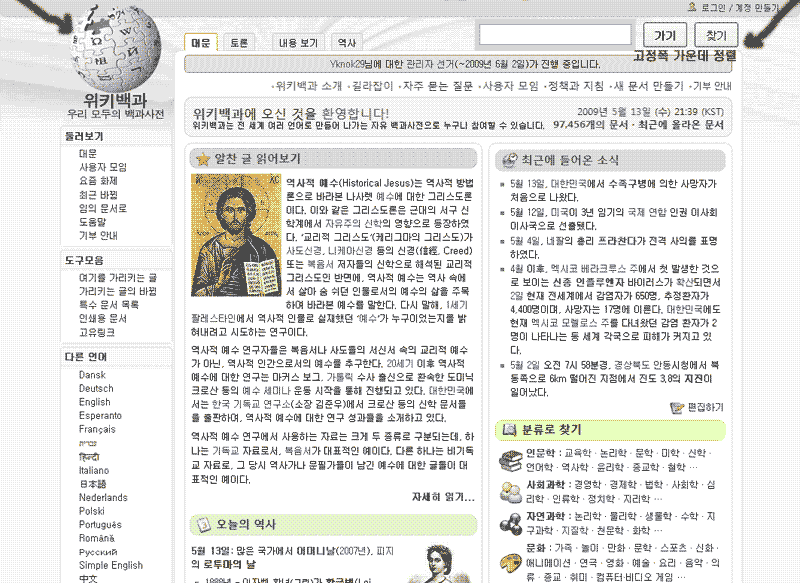 로그인 / 계정 만들기
대문
토론
내용 보기
역사
가기
찾기
고정폭 가운데 정렬
Yknok29님에 대한 관리자 선거(~2009년 6월 2일)가 진행 중입니다.
위키백과
우리 모두의 백과사전
·위키백과 소개 ·길라잡이 ·자주 묻는 질문 ·사용자 모임 ·정책과 지침 ·새 문서 만들기 ·기부 안내
위키백과에 오신 것을 환영합니다!
2009년 5월 13일 (수) 21:39 (KST)
위키백과는 전 세계 여러 언어로 만들어 나가는 자유 백과사전으로 누구나 참여할 수 있습니다.
97,456개의 문서 · 최근에 올라온 문서
둘러보기
대문
사용자 모임
요즘 화제
최근 바뀜
임의 문서로
도움말
기부 안내
도구모음
여기를 가리키는 글
가리키는 글의 바뀜
특수 문서 목록
인쇄용 문서
고유링크
다른 언어
Dansk
Deutsch
English
Esperanto
Français
עברית
हिन्दी
Italiano
日本語
Nederlands
Polski
Português
Română
Русский
Simple English
中文
알찬 글 읽어보기
역사적 예수(Historical Jesus)는 역사적 방법
론으로 바라본 나사렛 예수에 대한 그리스도론
이다. 이와 같은 그리스도론은 근대의 서구 신
학계에서 자유주의 신학의 영향으로 등장하였
다. '교리적 그리스도'(케리그마의 그리스도)가
사도신경, 니케아신경 등의 신경(信經, Creed)
또는 복음서 저자들의 신학으로 해석된 교리적
그리스도인 반면에, 역사적 예수는 역사 속에
서 살아 숨 쉬던 인물로서의 예수의 삶을 주목
하여 바라본 예수를 말한다. 다시 말해, 1세기
팔레스타인에서 역사적 인물로 실재했던 '예수'가 누구이었는지를 밝
혀내려고 시도하는 연구이다.
역사적 예수 연구자들은 복음서나 사도들의 서신서 속의 교리적 예수
가 아닌, 역사적 인간으로서의 예수를 추구한다. 20세기 이후 역사적
예수에 대한 연구는 마커스 보그, 가톨릭 수사 출신으로 환속한 도미닉
크로산 등의 예수 세미나 운동 시작을 통해 진행되고 있다. 대한민국에
서는 한국 기독교 연구소(소장 김준우)에서 크로산 등의 신학 문서들
을 출판하여, 역사적 예수에 대한 연구 성과물을 소개하고 있다.
역사적 예수 연구에서 사용하는 자료는 크게 두 종류로 구분되는데, 하
나는 기독교 자료로서, 복음서가 대표적인 예이다. 다른 하나는 비기독
교 자료로, 그 당시 역사가나 문필가들이 남긴 예수에 대한 글들이 대
표적인 예이다.
자세히 읽기...
오늘의 역사
5월 13일: 많은 국가에서 어머니날(2007년), 피지
의 로투마의 날
최근에 들어온 소식
5월 13일, 대한민국에서 수족구병에 의한 사망자가
처음으로 나왔다.
5월 12일, 미국이 3년 임기의 국제 연합 인권 이사회
이사국으로 선출됐다.
5월 4일, 네팔의 총리 프라찬다가 전격 사의를 표명
하였다.
4월 이후, 멕시코 베라크루스 주에서 첫 발생한 것으
로 보이는 신종 인플루엔자 바이러스가 확산되면서
2일 현재 전세계에서 감염자가 650명, 추정환자가
4,400명이며, 사망자는 17명에 이른다. 대한민국에도
현재 멕시코 모렐로스 주를 다녀왔던 감염 환자가 2
명이 나타나는 등 세계 각국으로 피해가 커지고 있
다.
5월 2일 오전 7시 58분경, 경상북도 안동시청에서 북
동쪽으로 6km 떨어진 지점에서 진도 3.8의 지진이
일어났다.
편집하기
분류로 찾기
인문학 : 교육학 · 논리학 · 문학 · 미학 · 신학 ·
언어학 · 역사학 · 윤리학 · 종교학 · 철학 ···
사회과학 : 경영학 · 경제학 · 법학 · 사회학 · 심
리학 · 인류학 · 정치학 · 지리학 ···
자연과학 : 논리학 · 물리학 · 생물학 · 수학 · 지
구과학 · 지질학 · 천문학 · 화학 ···
문화 : 가족 · 놀이 · 만화 · 문학 · 스포츠 · 신화 ·
애니메이션 · 연극 · 영화 · 예술 · 요리 · 음악 · 의
류 · 종교 · 취미 · 컴퓨터·비디오 게임 ···